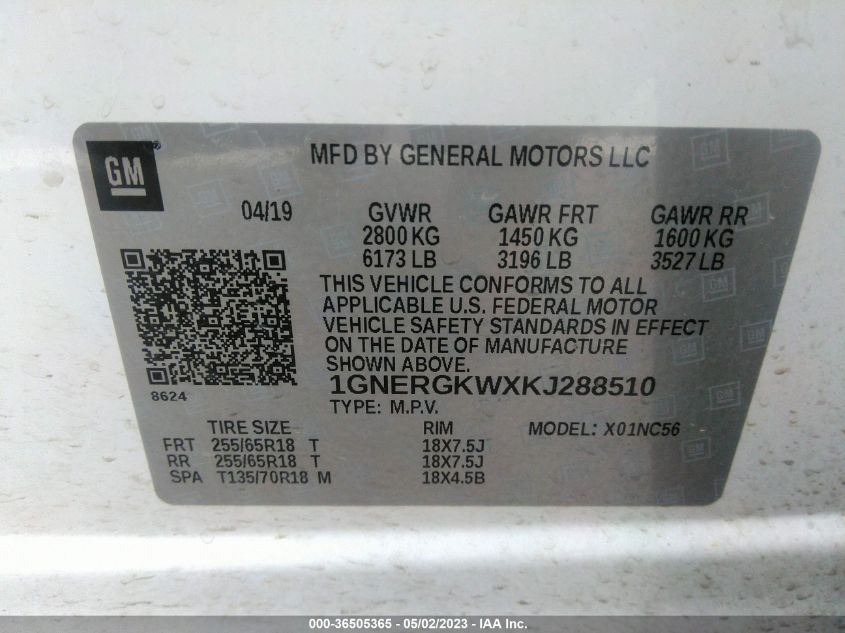 GM
MFD BY GENERAL MOTORS LLC
04/19 GVWR GAWR FRT GAWR RR
2800 KG 1450 KG 1600 KG
6173 LB 3196 LB 3527 LB
THIS VEHICLE CONFORMS TO ALL
APPLICABLE U.S. FEDERAL MOTOR
VEHICLE SAFETY STANDARDS IN EFFECT
ON THE DATE OF MANUFACTURE
SHOWN ABOVE.
1GNERGKWXKJ288510
8624
TYPE: M.P.V.
TIRE SIZE RIM MODEL: X01NC56
FRT 255/65R18 T 18X7.5J
RR 255/65R18 T 18X7.5J
SPA T135/70R18 M 18X4.5B
000-36505365 - 05/02/2023 - IAA, Inc.